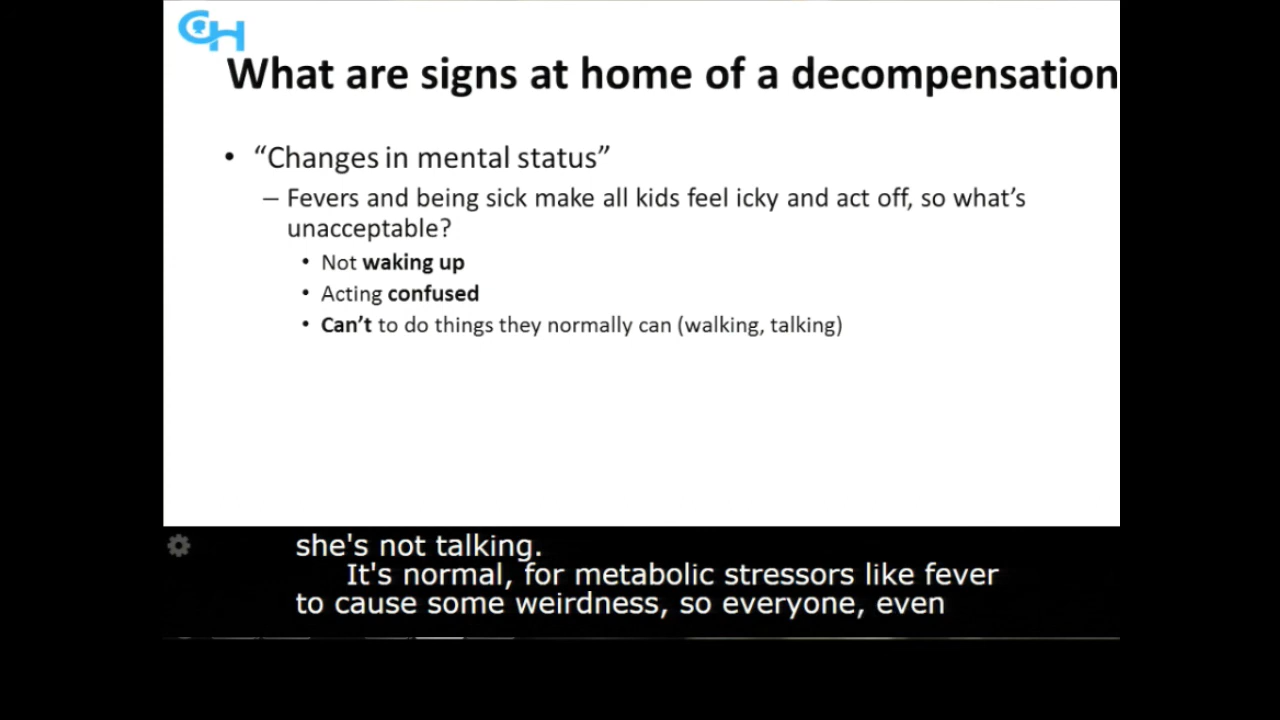 CH
What are signs at home of a decompensation
• “Changes in mental status”
– Fevers and being sick make all kids feel icky and act off, so what’s
unacceptable?
• Not waking up
• Acting confused
• Can’t to do things they normally can (walking, talking)
she's not talking.
It's normal, for metabolic stressors like fever
to cause some weirdness, so everyone, even